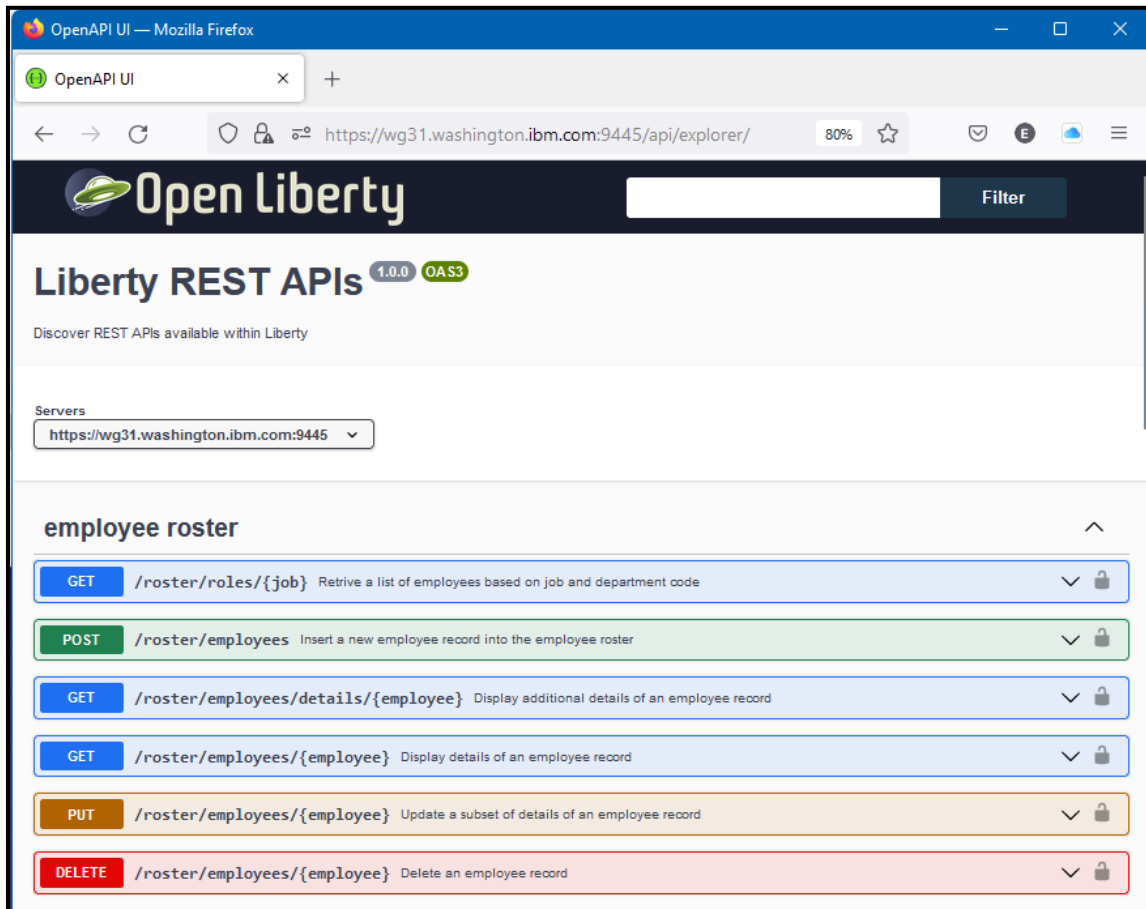 OpenAPI UI — Mozilla Firefox
OpenAPI UI
https://wg31.washington.ibm.com:9445/api/explorer/ 80% E
Open Liberty Filter
Liberty REST APIs 1.0.0 OAS3
Discover REST APIs available within Liberty
Servers
https://wg31.washington.ibm.com:9445
employee roster
GET /roster/roles/{job} Retrive a list of employees based on job and department code
POST /roster/employees Insert a new employee record into the employee roster
GET /roster/employees/details/{employee} Display additional details of an employee record
GET /roster/employees/{employee} Display details of an employee record
PUT /roster/employees/{employee} Update a subset of details of an employee record
DELETE /roster/employees/{employee} Delete an employee record